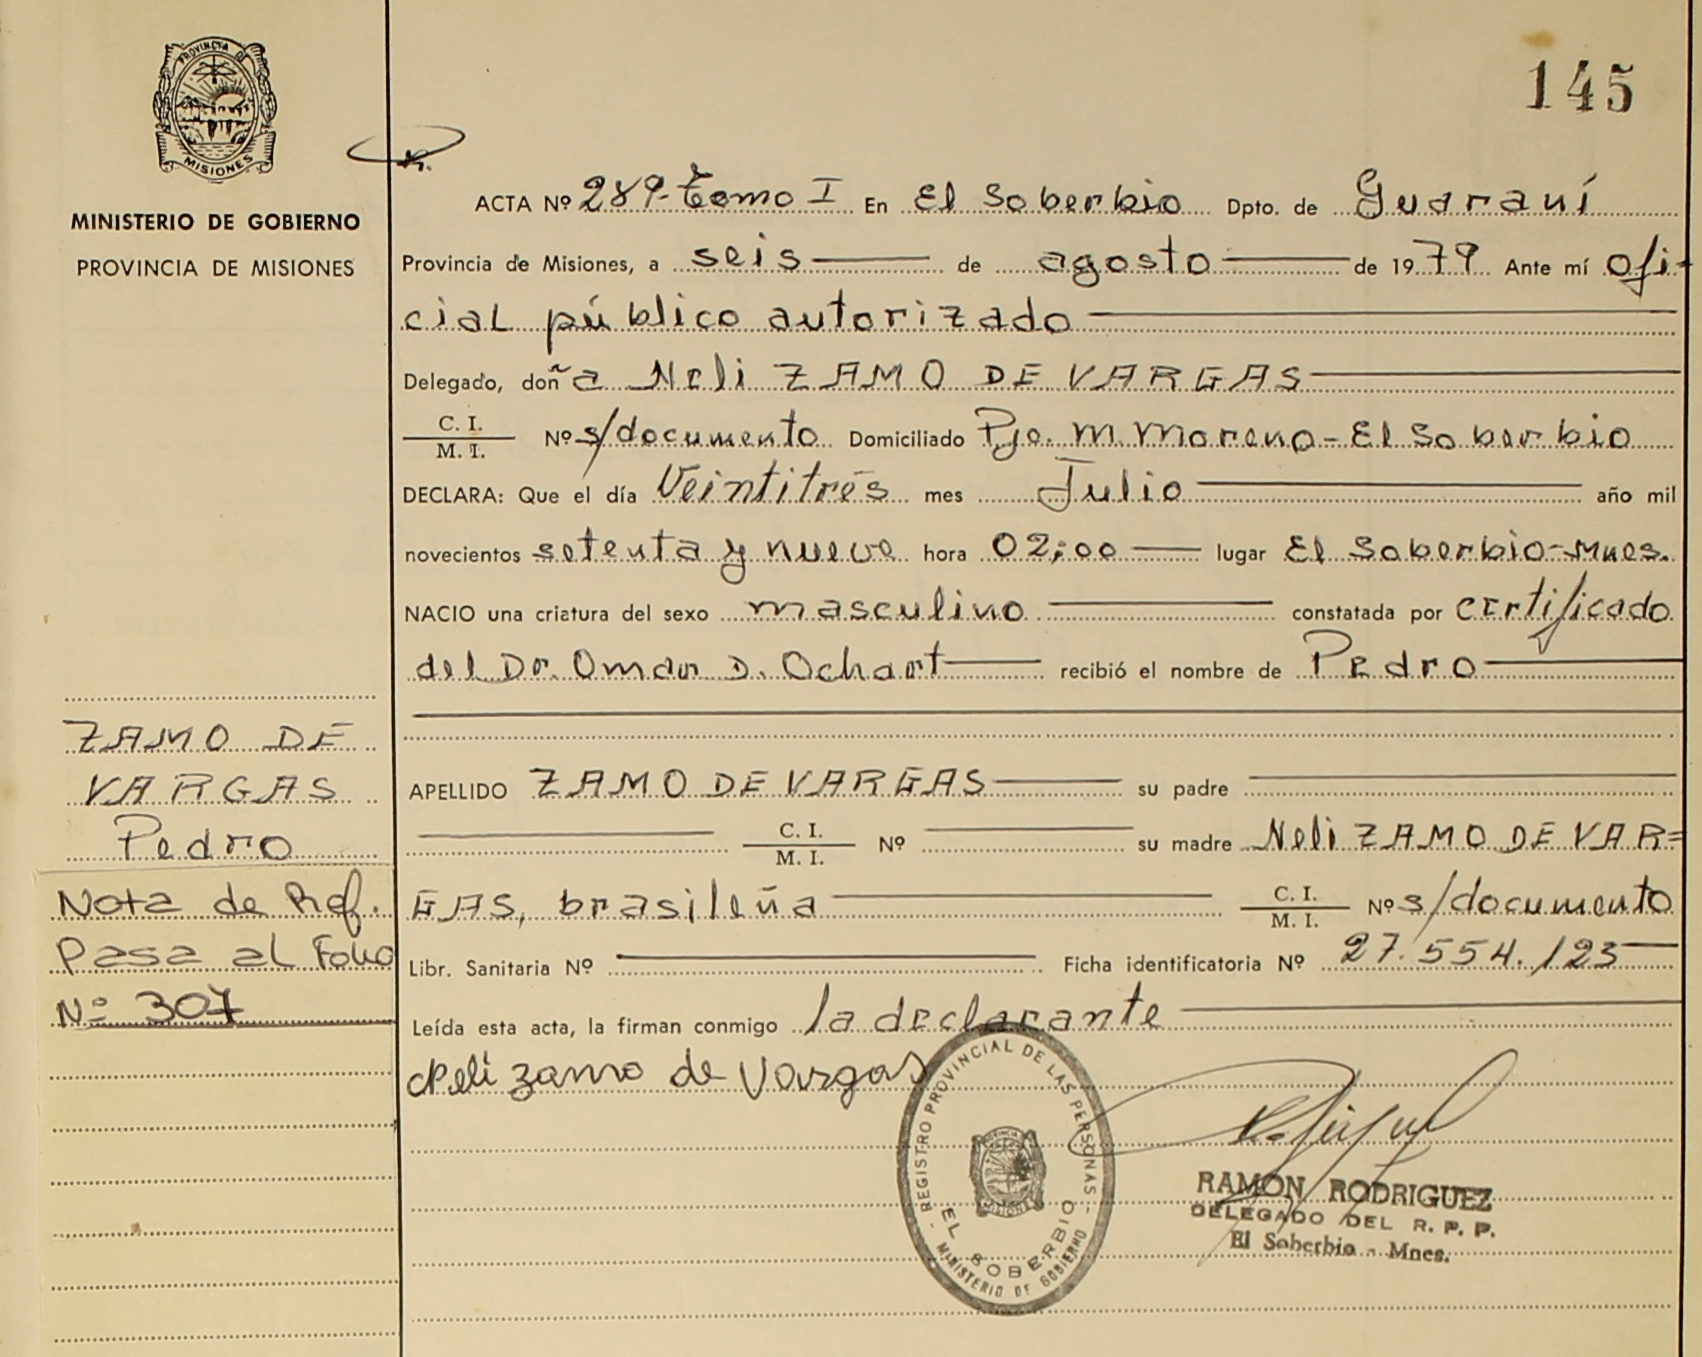 145
PROVINCIA DE
MISIONES
MINISTERIO DE GOBIERNO
PROVINCIA DE MISIONES
ACTA Nº 289-Tomo I En El Soberbio Dpto. de Guaraní
Provincia de Misiones, a seis de agosto de 1979 Ante mí ofi-
cial público autorizado
Delegado, doña Neli ZAMO DE VARGAS
C. I.
M. I.
Nº s/documento Domiciliado Pje. M. Moreno-El Soberbio
DECLARA: Que el día Veintitrés mes Julio año mil
novecientos setenta y nueve hora 02;00 lugar El Soberbio-Mnes.
NACIO una criatura del sexo masculino constatada por certificado
del Dr. Omar D. Ochart recibió el nombre de Pedro
APELLIDO ZAMO DE VARGAS su padre
C. I.
M. I.
Nº su madre Neli ZAMO DE VAR=
GAS, brasileña
C. I.
M. I.
Nº s/documento
Libr. Sanitaria Nº Ficha identificatoria Nº 27.554.123
Leída esta acta, la firman conmigo la declarante
Neli zamo de Vargas
ZAMO DE
VARGAS
Pedro
Nota de Ref.
Pasa al Folio
Nº 307
REGISTRO PROVINCIAL DE LAS PERSONAS
MISIONES
EL SOBERBIO
MINISTERIO DE GOBIERNO
RAMON RODRIGUEZ
DELEGADO DEL R. P. P.
El Soberbio - Mnes.